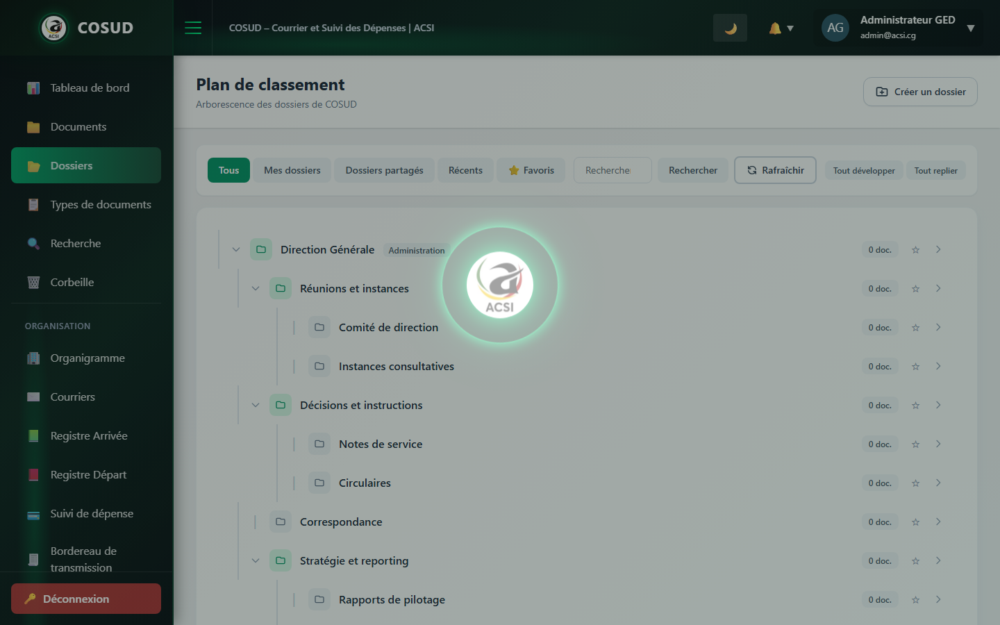 ACSI
COSUD
COSUD – Courrier et Suivi des Dépenses | ACSI
AG
Administrateur GED
admin@acsi.cg
Tableau de bord
Documents
Dossiers
Types de documents
Recherche
Corbeille
ORGANISATION
Organigramme
Courriers
Registre Arrivée
Registre Départ
Suivi de dépense
Bordereau de
transmission
Déconnexion
Plan de classement
Arborescence des dossiers de COSUD
Créer un dossier
Tous
Mes dossiers
Dossiers partagés
Récents
Favoris
Recherche
Rechercher
Rafraîchir
Tout développer
Tout replier
Direction Générale
Administration
0 doc.
Réunions et instances
0 doc.
Comité de direction
0 doc.
Instances consultatives
0 doc.
Décisions et instructions
0 doc.
Notes de service
0 doc.
Circulaires
0 doc.
Correspondance
0 doc.
Stratégie et reporting
0 doc.
Rapports de pilotage
0 doc.
ACSI